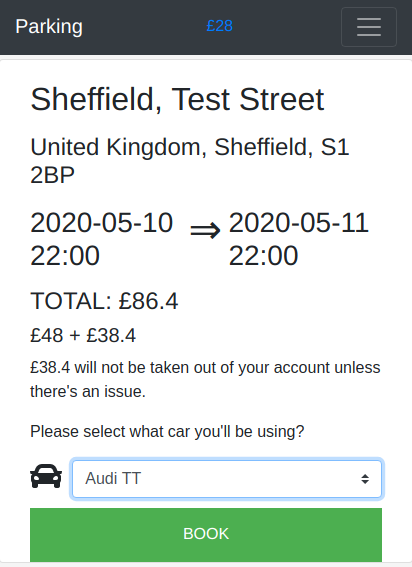 Parking £28
Sheffield, Test Street
United Kingdom, Sheffield, S1
2BP
2020-05-10 ⇒ 2020-05-11
22:00 22:00
TOTAL: £86.4
£48 + £38.4
£38.4 will not be taken out of your account unless
there's an issue.
Please select what car you'll be using?
Audi TT
BOOK